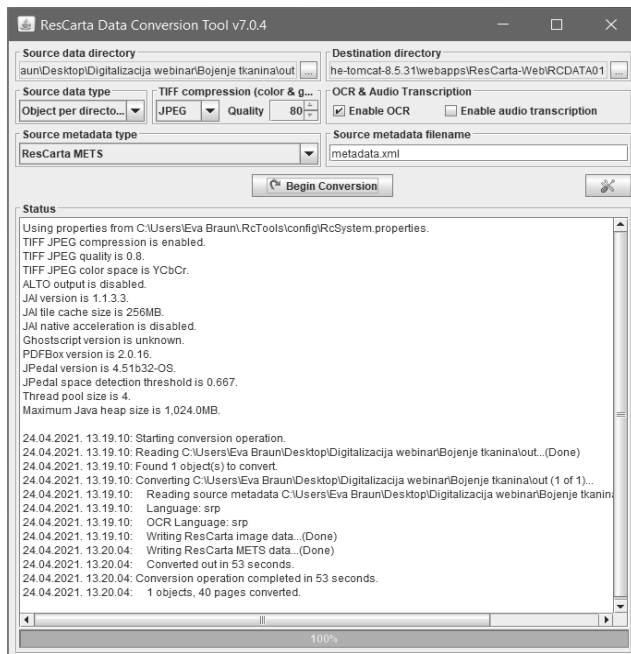 ResCarta Data Conversion Tool v7.0.4
Source data directory
Destination directory
aun\Desktop\Digitalizacija webinar\Bojenje tkanina\out ...
he-tomcat-8.5.31\webapps\ResCarta-Web\RCDATA01 ...
Source data type
TIFF compression (color & g...
OCR & Audio Transcription
Object per directo...
JPEG
Quality
80
Enable OCR
Enable audio transcription
Source metadata type
Source metadata filename
ResCarta METS
metadata.xml
Begin Conversion
Status
Using properties from C:\Users\Eva Braun\.RcTools\config\RcSystem.properties.
TIFF JPEG compression is enabled.
TIFF JPEG quality is 0.8.
TIFF JPEG color space is YCbCr.
ALTO output is disabled.
JAI version is 1.1.3.3.
JAI tile cache size is 256MB.
JAI native acceleration is disabled.
Ghostscript version is unknown.
PDFBox version is 2.0.16.
JPedal version is 4.51b32-OS.
JPedal space detection threshold is 0.667.
Thread pool size is 4.
Maximum Java heap size is 1,024.0MB.
24.04.2021. 13.19.10: Starting conversion operation.
24.04.2021. 13.19.10: Reading C:\Users\Eva Braun\Desktop\Digitalizacija webinar\Bojenje tkanina\out...(Done)
24.04.2021. 13.19.10: Found 1 object(s) to convert.
24.04.2021. 13.19.10: Converting C:\Users\Eva Braun\Desktop\Digitalizacija webinar\Bojenje tkanina\out (1 of 1)...
24.04.2021. 13.19.10: Reading source metadata C:\Users\Eva Braun\Desktop\Digitalizacija webinar\Bojenje tkanina
24.04.2021. 13.19.10: Language: srp
24.04.2021. 13.19.10: OCR Language: srp
24.04.2021. 13.19.10: Writing ResCarta image data...(Done)
24.04.2021. 13.20.04: Writing ResCarta METS data...(Done)
24.04.2021. 13.20.04: Converted out in 53 seconds.
24.04.2021. 13.20.04: Conversion operation completed in 53 seconds.
24.04.2021. 13.20.04: 1 objects, 40 pages converted.
100%